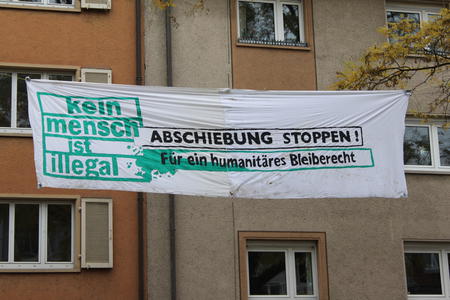 kein
mensch
ist
illegal
ABSCHIEBUNG STOPPEN!
Für ein humanitäres Bleiberecht